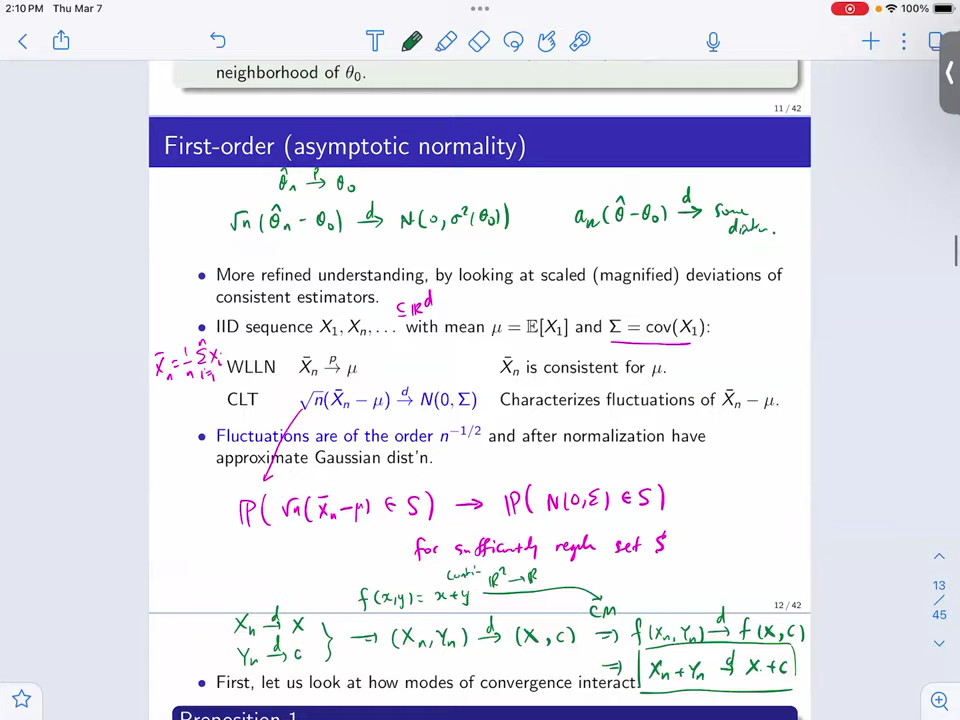 2:10 PM Thu Mar 7
100%
neighborhood of θ₀.
11 / 42
First-order (asymptotic normality)
θ̂ₙ →ᵖ θ₀
√n(θ̂ₙ - θ₀) →ᵈ N(0, σ²(θ₀))
aₙ(θ̂ - θ₀) →ᵈ some distn.
• More refined understanding, by looking at scaled (magnified) deviations of
consistent estimators.
⊆ ℝᵈ
• IID sequence X₁, Xₙ, … with mean μ = 𝔼[X₁] and Σ = cov(X₁):
X̄ₙ = 1/n Σᵢ₌₁ⁿ Xᵢ
WLLN X̄ₙ →ᵖ μ X̄ₙ is consistent for μ.
CLT √n(X̄ₙ − μ) →ᵈ N(0, Σ) Characterizes fluctuations of X̄ₙ − μ.
• Fluctuations are of the order n⁻¹ᐟ² and after normalization have
approximate Gaussian dist'n.
ℙ(√n(X̄ₙ-μ) ∈ S) → ℙ(N(0,Σ) ∈ S)
for set S
ℝ² → ℝ
f(x,y) = x+y
12 / 42
CM
Xₙ →ᵈ X
Yₙ →ᵈ c
} ⇒ (Xₙ, Yₙ) →ᵈ (X, c) ⇒ f(Xₙ, Yₙ) →ᵈ f(X, c)
⇒ Xₙ + Yₙ →ᵈ X + c
• First, let us look at how modes of convergence interact.
Proposition 1
13
/
45